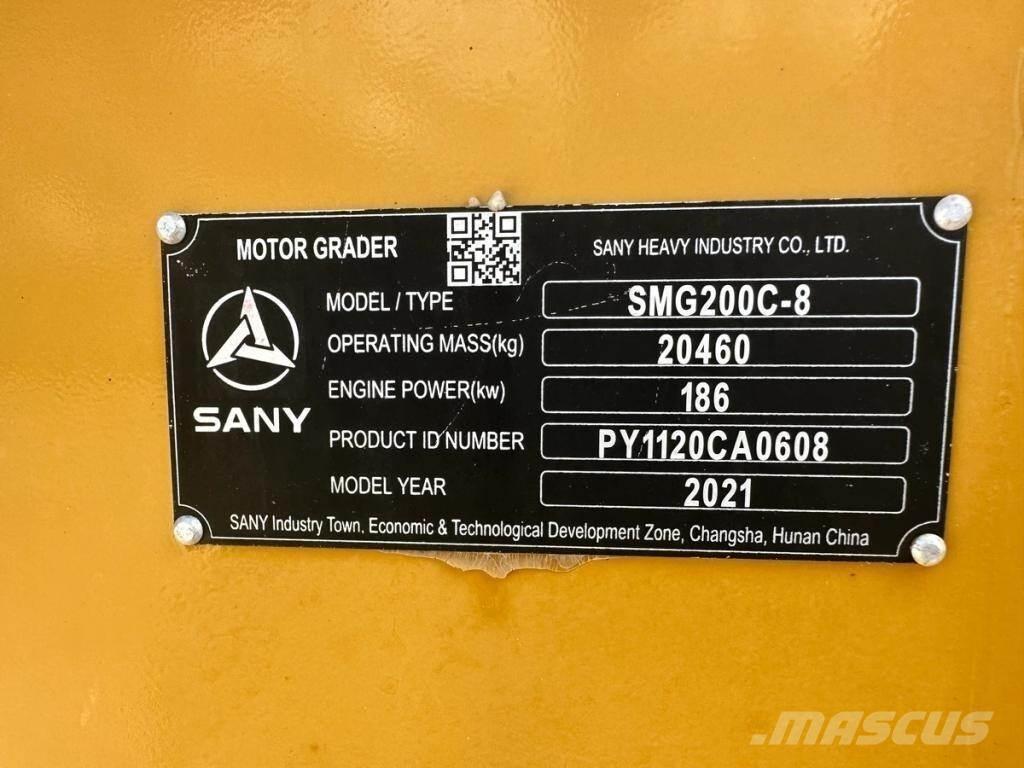 MOTOR GRADER
SANY HEAVY INDUSTRY CO., LTD.
MODEL / TYPE SMG200C-8
OPERATING MASS(kg) 20460
ENGINE POWER(kw) 186
PRODUCT ID NUMBER PY1120CA0608
MODEL YEAR 2021
SANY
SANY Industry Town, Economic & Technological Development Zone, Changsha, Hunan China
MASCUS